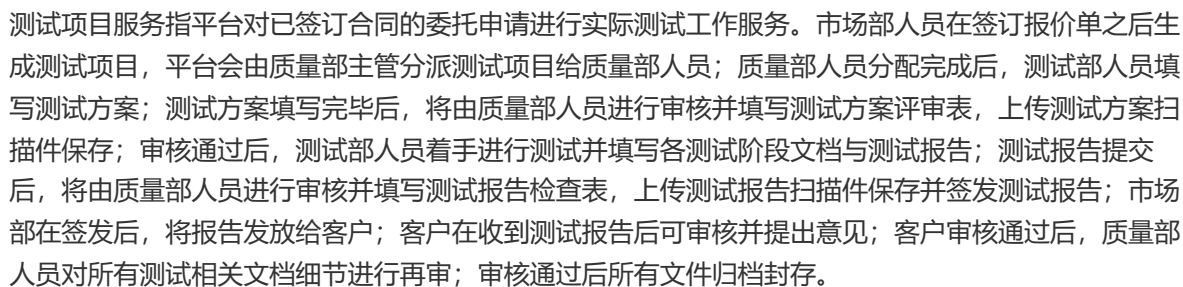 测试项目服务指平台对已签订合同的委托申请进行实际测试工作服务。市场部人员在签订报价单之后生
成测试项目，平台会由质量部主管分派测试项目给质量部人员；质量部人员分配完成后，测试部人员填
写测试方案；测试方案填写完毕后，将由质量部人员进行审核并填写测试方案评审表，上传测试方案扫
描件保存；审核通过后，测试部人员着手进行测试并填写各测试阶段文档与测试报告；测试报告提交
后，将由质量部人员进行审核并填写测试报告检查表，上传测试报告扫描件保存并签发测试报告；市场
部在签发后，将报告发放给客户；客户在收到测试报告后可审核并提出意见；客户审核通过后，质量部
人员对所有测试相关文档细节进行再审；审核通过后所有文件归档封存。